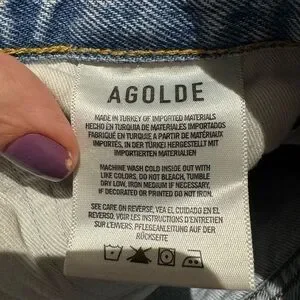 AGOLDE
MADE IN TURKEY OF IMPORTED MATERIALS
HECHO EN TURQUIA DE MATERIALES IMPORTADOS
FABRIQUÉ EN TURQUIE A PARTIR DE MATÉRIAUX
IMPORTÉS, IN DER TÜRKEI HERGESTELLT MIT
IMPORTIERTEN MATERIALIEN
MACHINE WASH COLD INSIDE OUT WITH
LIKE COLORS, DO NOT BLEACH, TUMBLE
DRY LOW, IRON MEDIUM IF NECESSARY,
IF DECORATED OR PRINTED DO NOT IRON.
SEE CARE ON REVERSE, VEA EL CUIDADO EN EL
REVERSO, VOIR LES INSTRUCTIONS D'ENTRETIEN
SUR L'ENVERS, PFLEGEANLEITUNG AUF DER
RÜCKSEITE